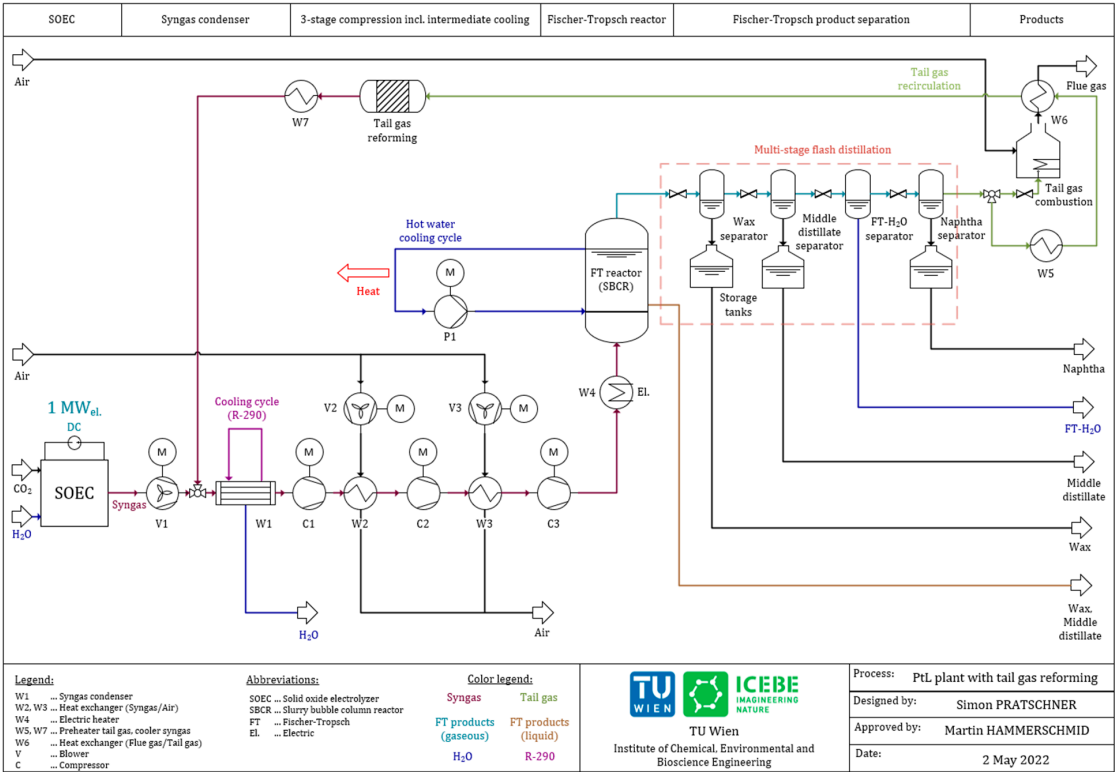 SOEC
Syngas condenser
3-stage compression incl. intermediate cooling
Fischer-Tropsch reactor
Fischer-Tropsch product separation
Products
Air
Tail gas
recirculation
Flue gas
W7
Tail gas
reforming
W6
Multi-stage flash distillation
Tail gas
combustion
Hot water
cooling cycle
Wax
separator
Middle
distillate
separator
FT-H₂O
separator
Naphtha
separator
M
FT reactor
(SBCR)
W5
Heat
Storage
tanks
P1
Air
Naphtha
W4
El.
1 MWel.
DC
Cooling cycle
(R-290)
V2
M
V3
M
FT-H₂O
M
M
M
M
CO₂
SOEC
Syngas
Middle
distillate
H₂O
V1
W1
C1
W2
C2
W3
C3
Wax
H₂O
Air
Wax,
Middle
distillate
Legend:
W1 ... Syngas condenser
W2, W3 ... Heat exchanger (Syngas/Air)
W4 ... Electric heater
W5, W7 ... Preheater tail gas, cooler syngas
W6 ... Heat exchanger (Flue gas/Tail gas)
V ... Blower
C ... Compressor
Abbreviations:
SOEC ... Solid oxide electrolyzer
SBCR ... Slurry bubble column reactor
FT ... Fischer-Tropsch
El. ... Electric
Color legend:
Syngas Tail gas
FT products FT products
(gaseous) (liquid)
H₂O R-290
TU
WIEN
ICEBE
IMAGINEERING
NATURE
TU Wien
Institute of Chemical, Environmental and
Bioscience Engineering
Process: PtL plant with tail gas reforming
Designed by: Simon PRATSCHNER
Approved by: Martin HAMMERSCHMID
Date: 2 May 2022